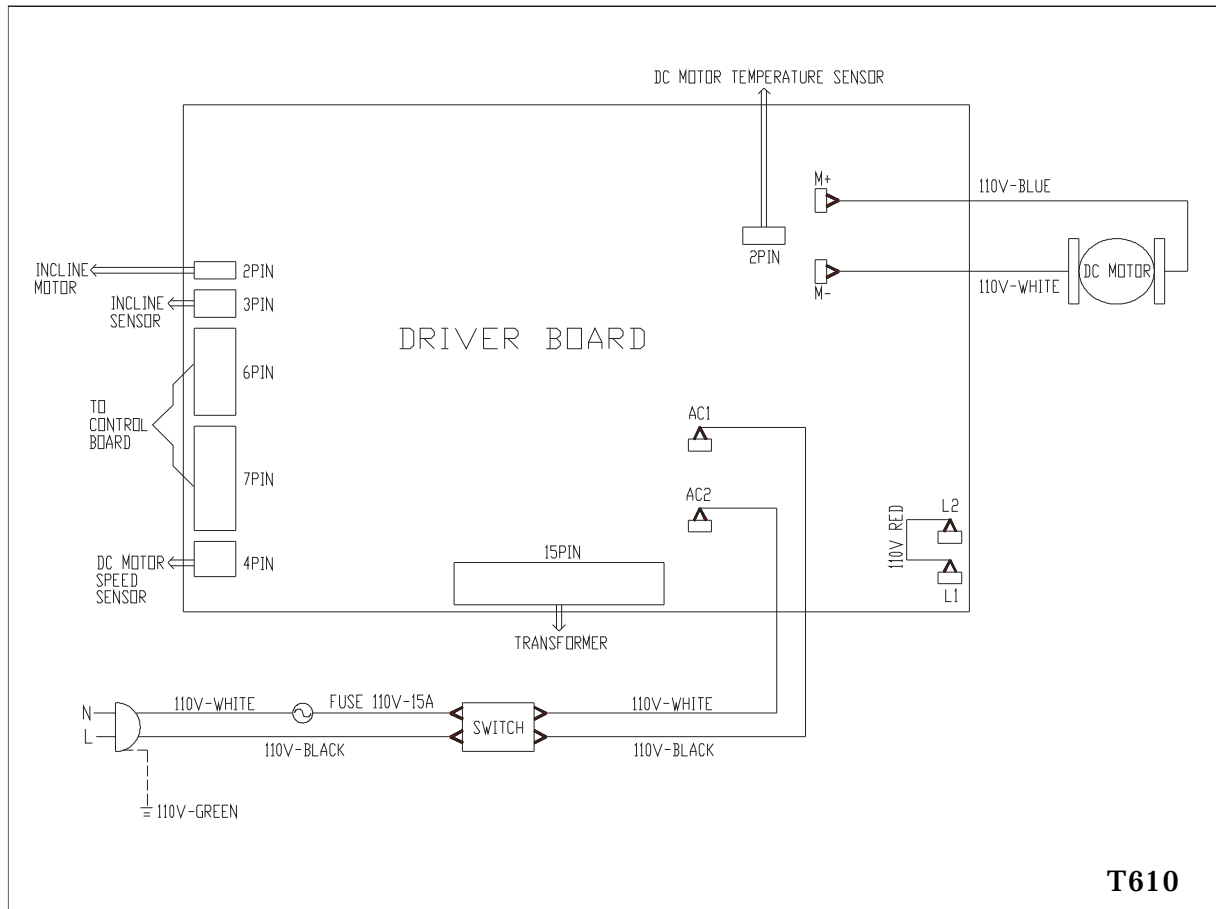 DC MOTOR TEMPERATURE SENSOR
M+
110V-BLUE
2PIN
DC MOTOR
M-
110V-WHITE
INCLINE
MOTOR
2PIN
INCLINE
SENSOR
3PIN
DRIVER BOARD
6PIN
TO
CONTROL
BOARD
7PIN
AC1
AC2
L2
110V RED
L1
DC MOTOR
SPEED
SENSOR
4PIN
15PIN
TRANSFORMER
N
110V-WHITE
FUSE 110V-15A
110V-WHITE
L
SWITCH
110V-BLACK
110V-BLACK
110V-GREEN
T610